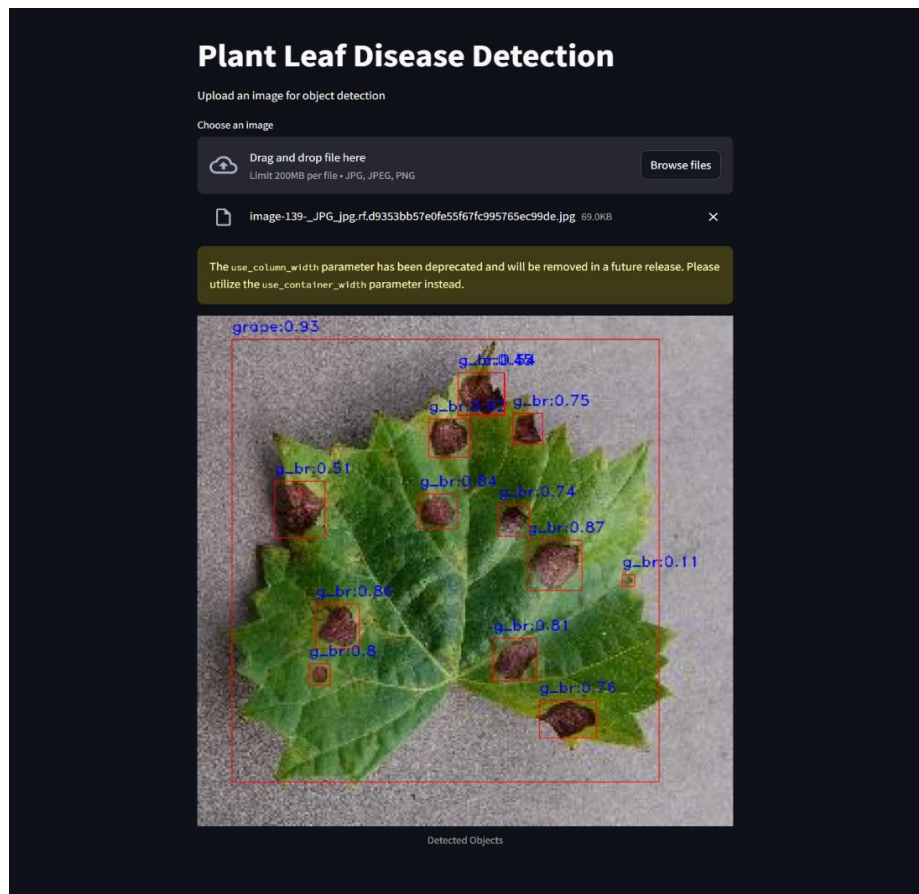 Plant Leaf Disease Detection
Upload an image for object detection
Choose an image
Drag and drop file here
Limit 200MB per file • JPG, JPEG, PNG
Browse files
image-139-_JPG_jpg.rf.d9353bb57e0fe55f67fc995765ec99de.jpg 69.0KB
The use_column_width parameter has been deprecated and will be removed in a future release. Please
utilize the use_container_width parameter instead.
grape:0.93
g_br:
g_br:0.75
g_br:
g_br:0.51
g_br:0.84
g_br:0.74
g_br:0.87
g_br:0.11
g_br:0.86
g_br:0.81
g_br:0.8
g_br:0.76
Detected Objects